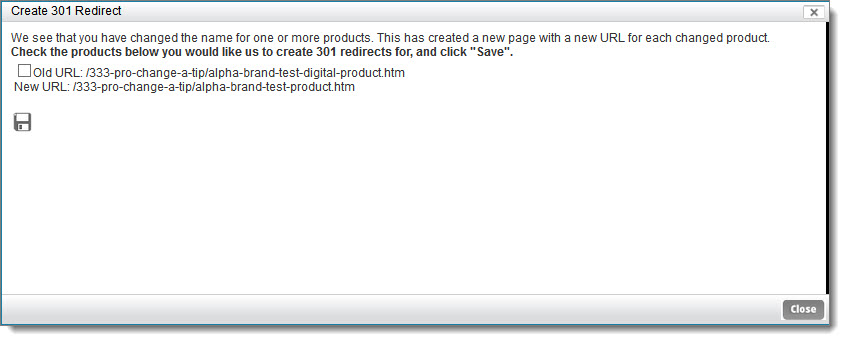 Create 301 Redirect
We see that you have changed the name for one or more products. This has created a new page with a new URL for each changed product.
Check the products below you would like us to create 301 redirects for, and click "Save".
Old URL: /333-pro-change-a-tip/alpha-brand-test-digital-product.htm
New URL: /333-pro-change-a-tip/alpha-brand-test-product.htm
Close